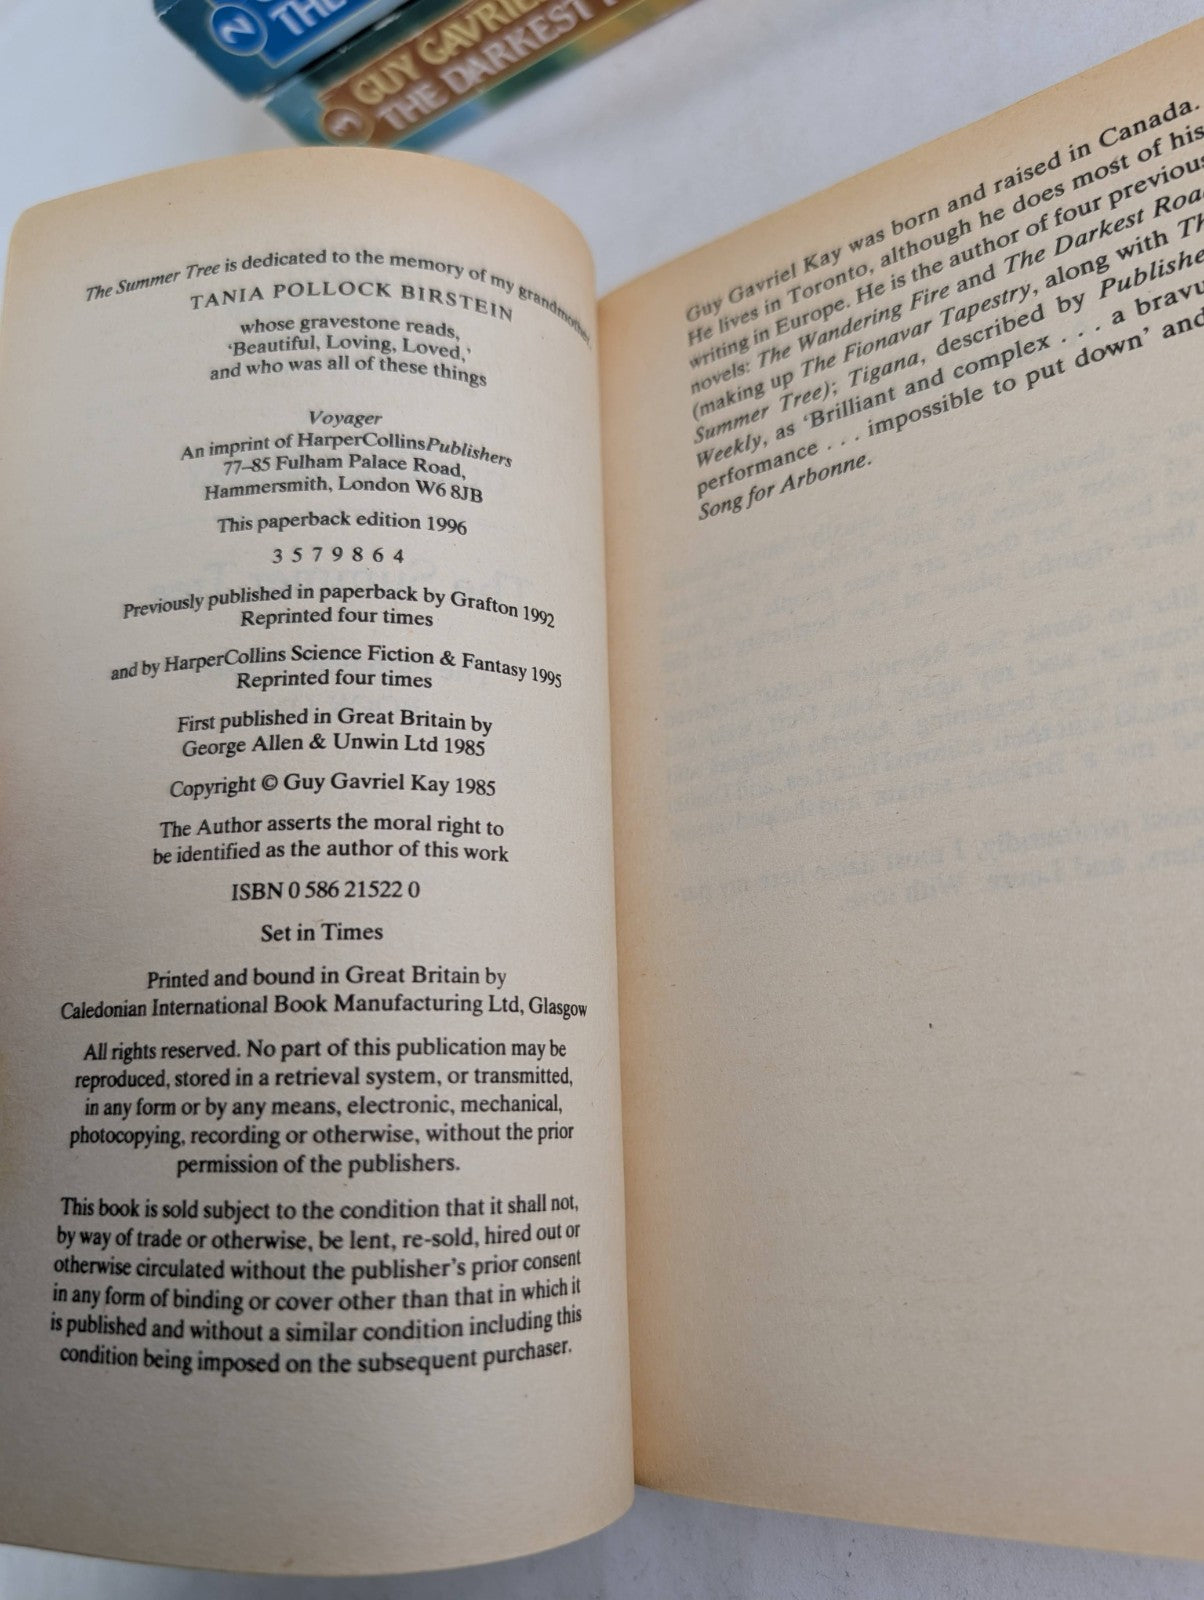 2
THE
3
GUY GAVRIEL
THE DARKEST
The Summer Tree is dedicated to the memory of my grandmother,
TANIA POLLOCK BIRSTEIN
whose gravestone reads,
‘Beautiful, Loving, Loved,’
and who was all of these things
Voyager
An imprint of HarperCollinsPublishers
77–85 Fulham Palace Road,
Hammersmith, London W6 8JB
This paperback edition 1996
3 5 7 9 8 6 4
Previously published in paperback by Grafton 1992
Reprinted four times
and by HarperCollins Science Fiction & Fantasy 1995
Reprinted four times
First published in Great Britain by
George Allen & Unwin Ltd 1985
Copyright © Guy Gavriel Kay 1985
The Author asserts the moral right to
be identified as the author of this work
ISBN 0 586 21522 0
Set in Times
Printed and bound in Great Britain by
Caledonian International Book Manufacturing Ltd, Glasgow
All rights reserved. No part of this publication may be
reproduced, stored in a retrieval system, or transmitted,
in any form or by any means, electronic, mechanical,
photocopying, recording or otherwise, without the prior
permission of the publishers.
This book is sold subject to the condition that it shall not,
by way of trade or otherwise, be lent, re-sold, hired out or
otherwise circulated without the publisher’s prior consent
in any form of binding or cover other than that in which it
is published and without a similar condition including this
condition being imposed on the subsequent purchaser.
Guy Gavriel Kay was born and raised in Canada.
He lives in Toronto, although he does most of his
writing in Europe. He is the author of four previous
novels: The Wandering Fire and The Darkest Road
(making up The Fionavar Tapestry, along with The
Summer Tree); Tigana, described by Publishe
Weekly, as ‘Brilliant and complex . . . a bravu
performance . . . impossible to put down’ and
Song for Arbonne.